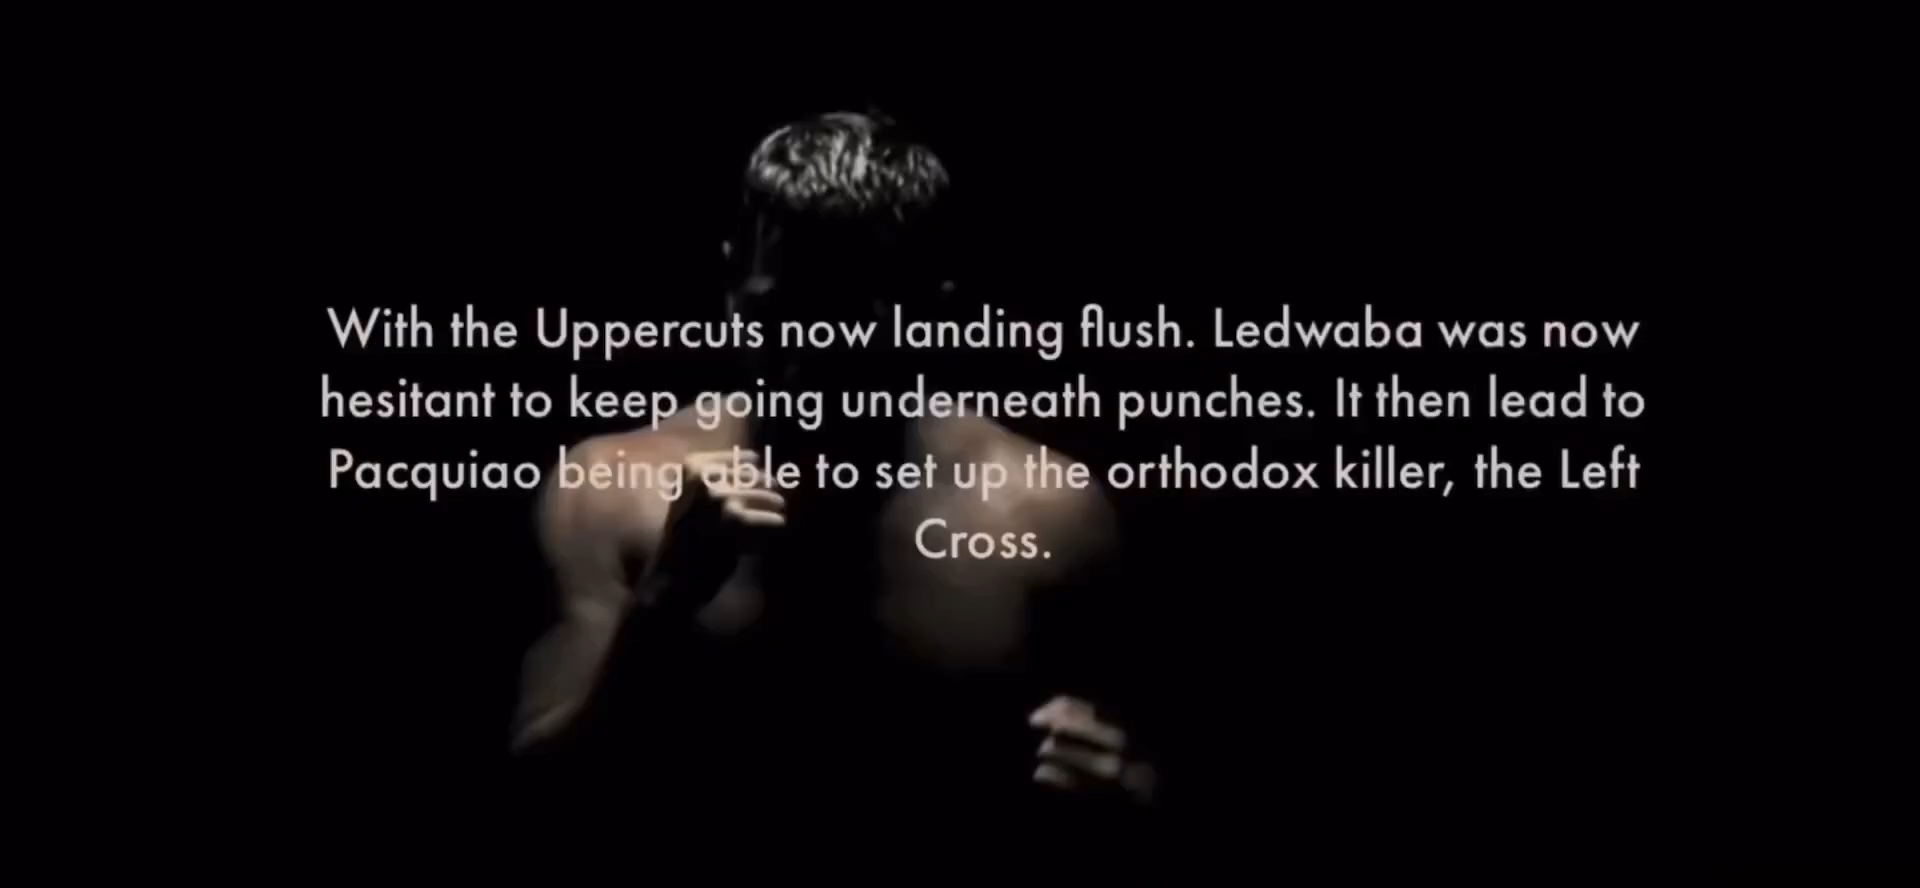 With the Uppercuts now landing flush. Ledwaba was now
hesitant to keep going underneath punches. It then lead to
Pacquiao being able to set up the orthodox killer, the Left
Cross.